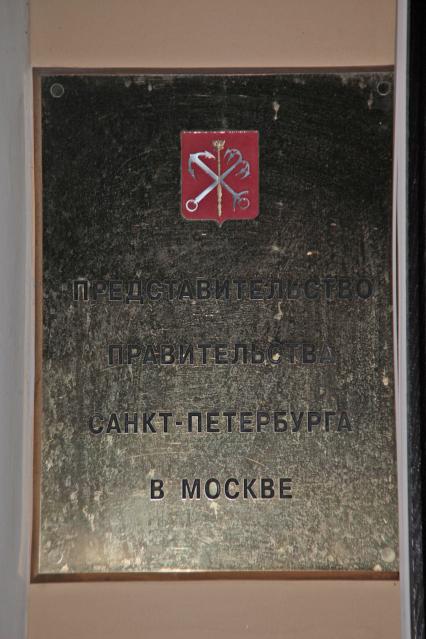 ПРЕДСТАВИТЕЛЬСТВО
ПРАВИТЕЛЬСТВА
САНКТ-ПЕТЕРБУРГА
В МОСКВЕ